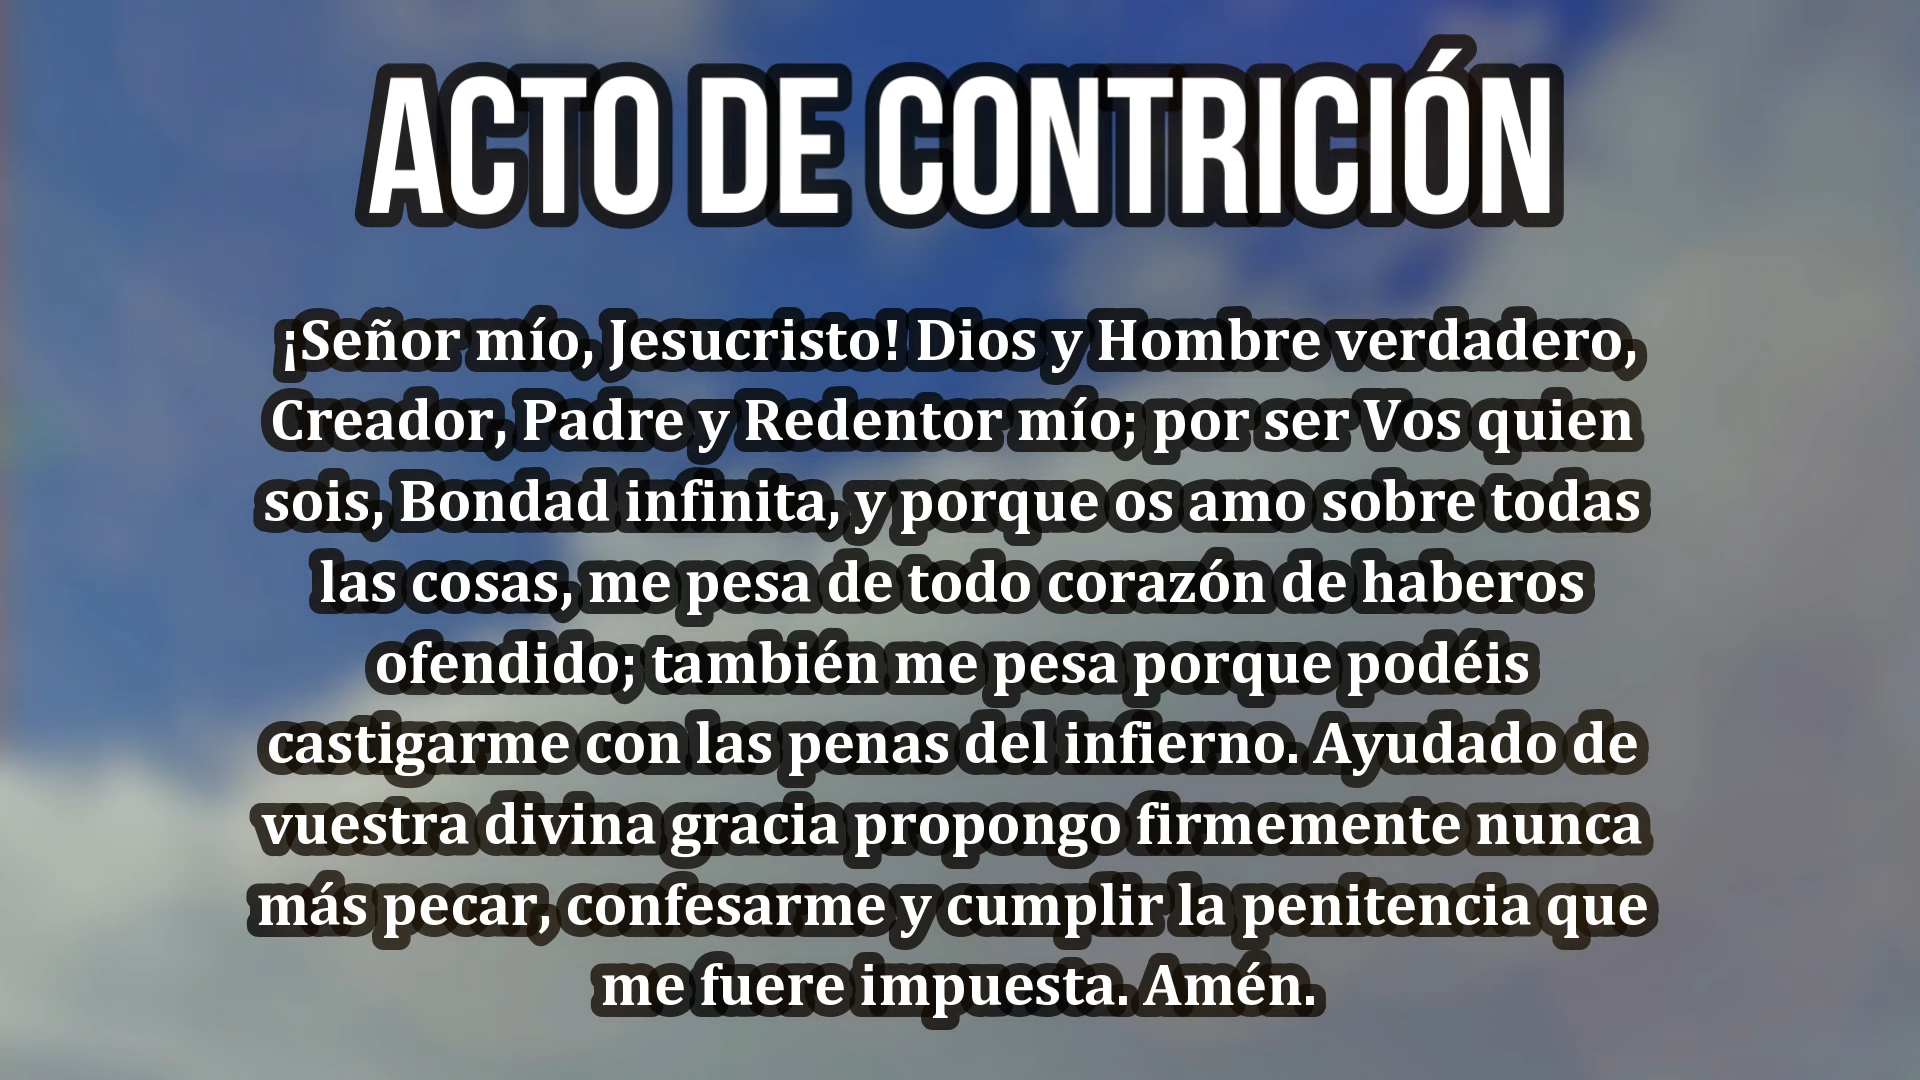 ACTO DE CONTRICIÓN
¡Señor mío, Jesucristo! Dios y Hombre verdadero,
Creador, Padre y Redentor mío; por ser Vos quien
sois, Bondad infinita, y porque os amo sobre todas
las cosas, me pesa de todo corazón de haberos
ofendido; también me pesa porque podéis
castigarme con las penas del infierno. Ayudado de
vuestra divina gracia propongo firmemente nunca
más pecar, confesarme y cumplir la penitencia que
me fuere impuesta. Amén.